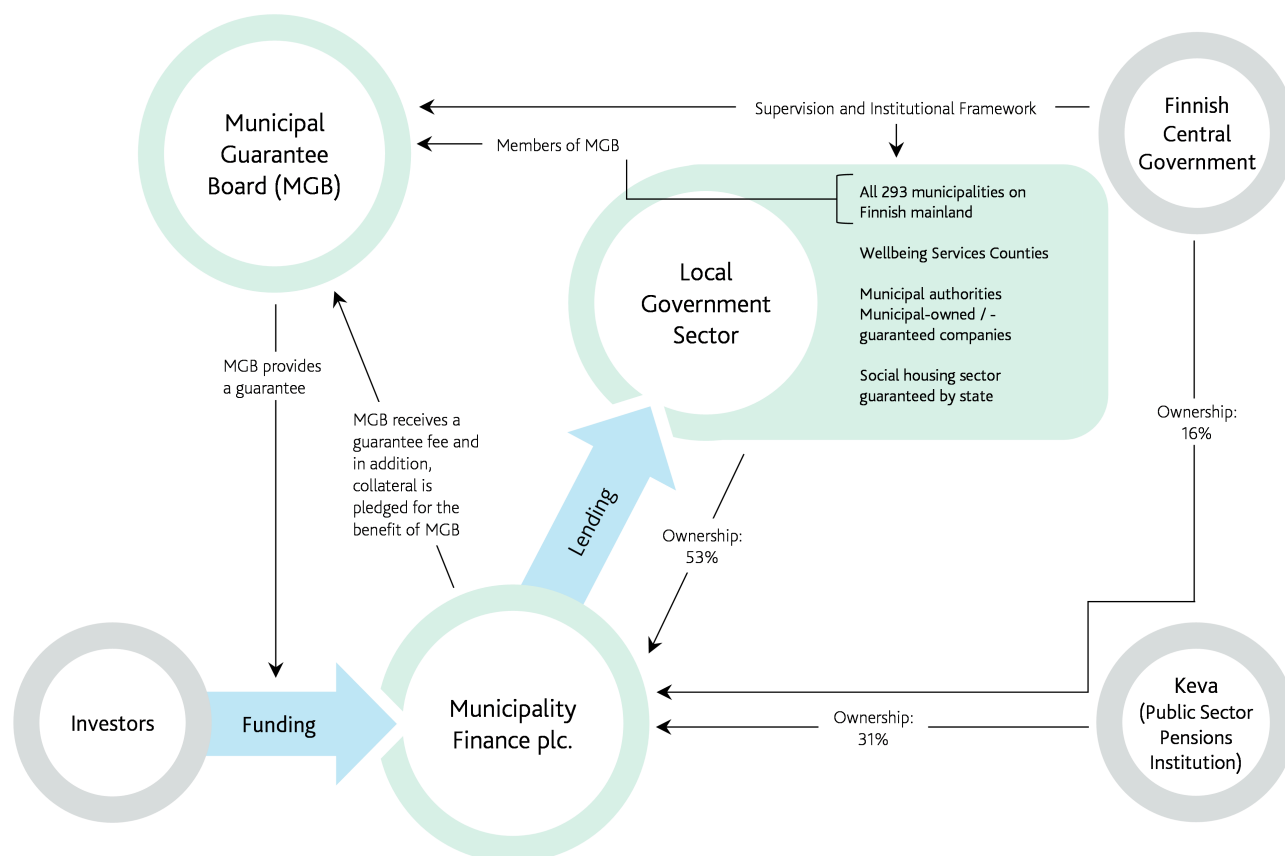 Municipal
Guarantee
Board (MGB)
Supervision and Institutional Framework
Finnish
Central
Government
Members of MGB
All 293 municipalities on
Finnish mainland
Wellbeing Services Counties
Municipal authorities
Municipal-owned / -
guaranteed companies
Social housing sector
guaranteed by state
Local
Government
Sector
MGB provides
a guarantee
MGB receives a
guarantee fee and
in addition,
collateral is
pledged for the
benefit of MGB
Lending
Ownership:
53%
Ownership:
16%
Investors
Funding
Municipality
Finance plc.
Ownership:
31%
Keva
(Public Sector
Pensions
Institution)